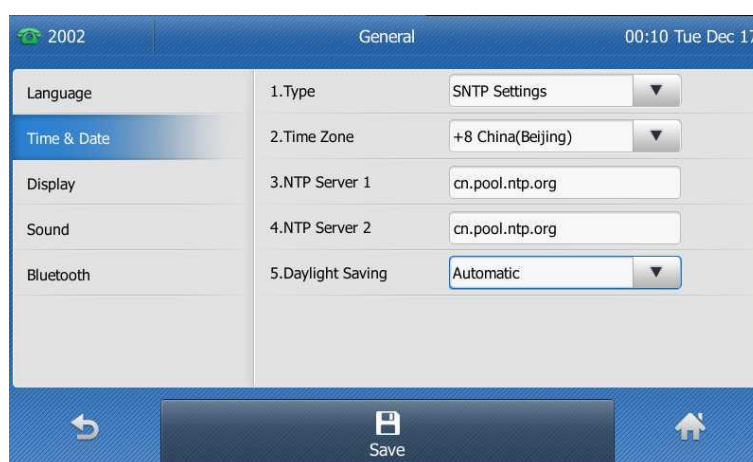 2002 General 00:10 Tue Dec 17
Language
Time & Date
Display
Sound
Bluetooth
1.Type SNTP Settings
2.Time Zone +8 China(Beijing)
3.NTP Server 1 cn.pool.ntp.org
4.NTP Server 2 cn.pool.ntp.org
5.Daylight Saving Automatic
Save